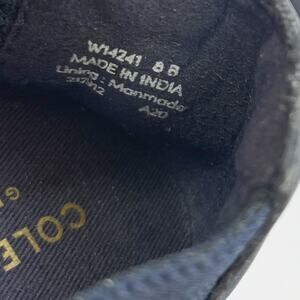 W14241 8 B
MADE IN INDIA
Lining : Manmade
A20
COLE
G